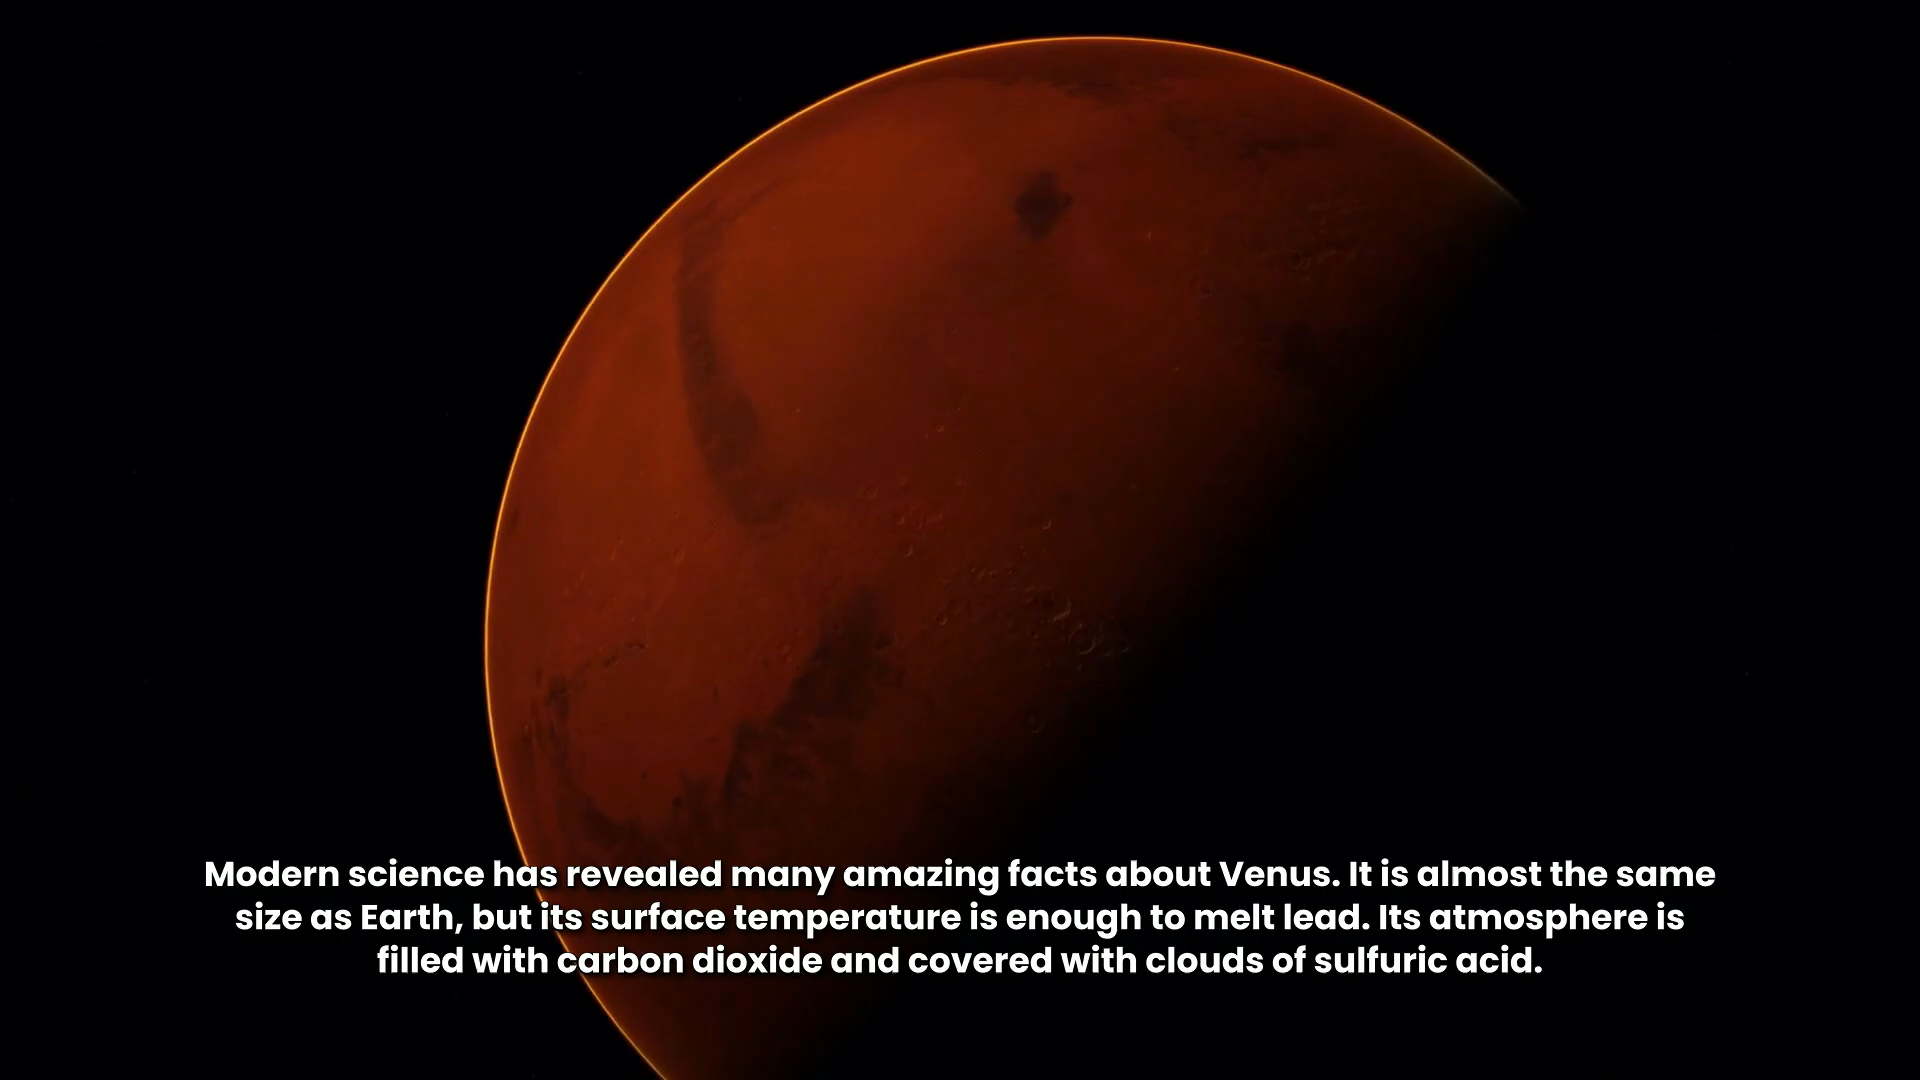 Modern science has revealed many amazing facts about Venus. It is almost the same
size as Earth, but its surface temperature is enough to melt lead. Its atmosphere is
filled with carbon dioxide and covered with clouds of sulfuric acid.